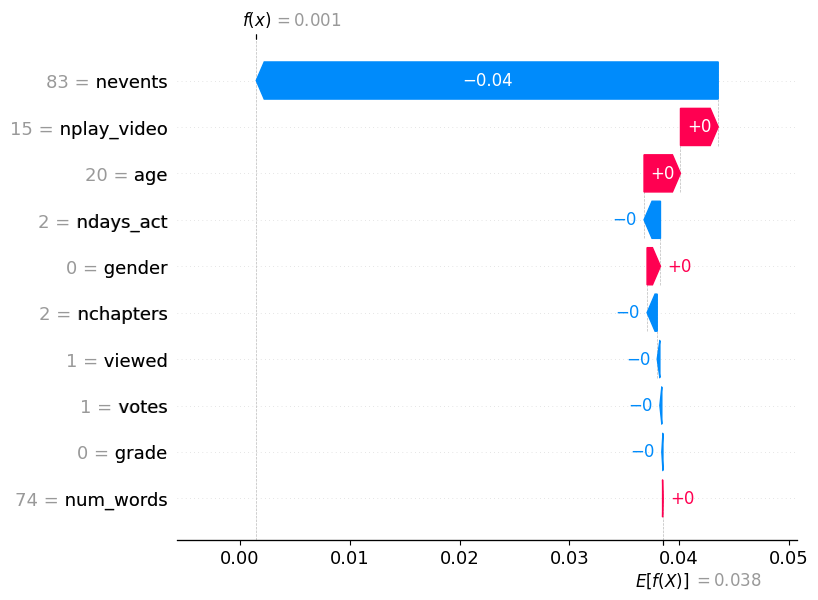 f(x) = 0.001
83 = nevents
−0.04
15 = nplay_video
+0
20 = age
+0
2 = ndays_act
−0
0 = gender
+0
2 = nchapters
−0
1 = viewed
−0
1 = votes
−0
0 = grade
−0
74 = num_words
+0
0.00 0.01 0.02 0.03 0.04 0.05
E[f(X)] = 0.038